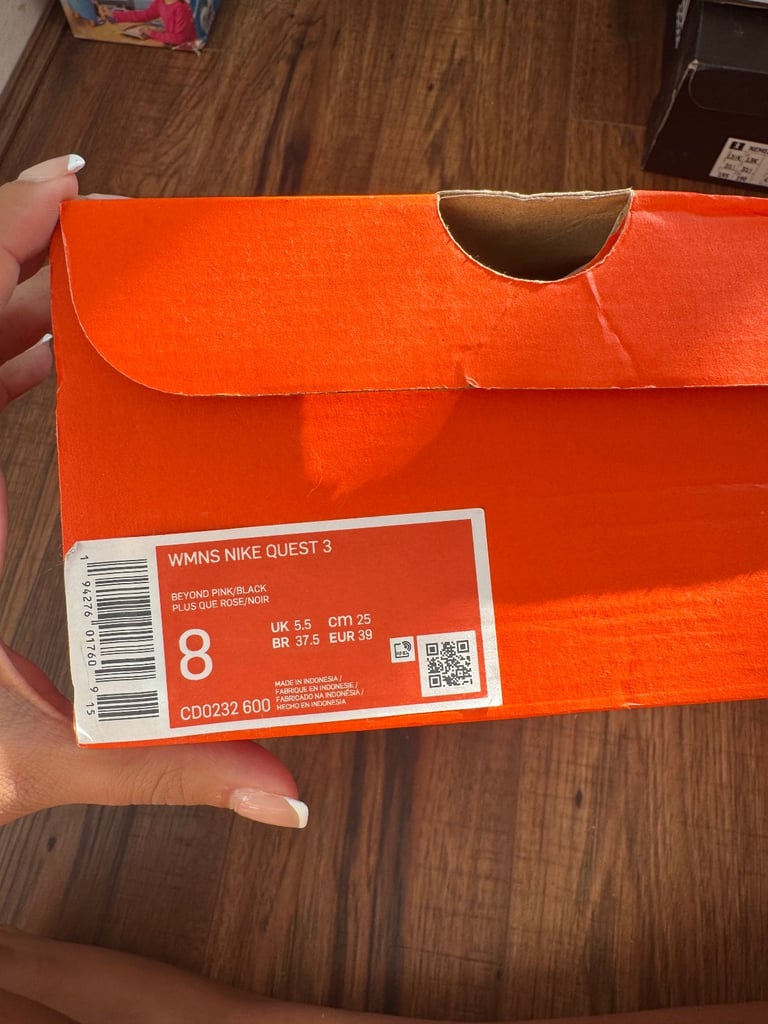 WMNS NIKE QUEST 3
BEYOND PINK/BLACK
PLUS QUE ROSE/NOIR
8
UK 5.5 cm 25
BR 37.5 EUR 39
MADE IN INDONESIA /
FABRIQUE EN INDONESIE /
FABRICADO NA INDONÉSIA /
HECHO EN INDONESIA
CD0232 600
1 94276 01760 9 15